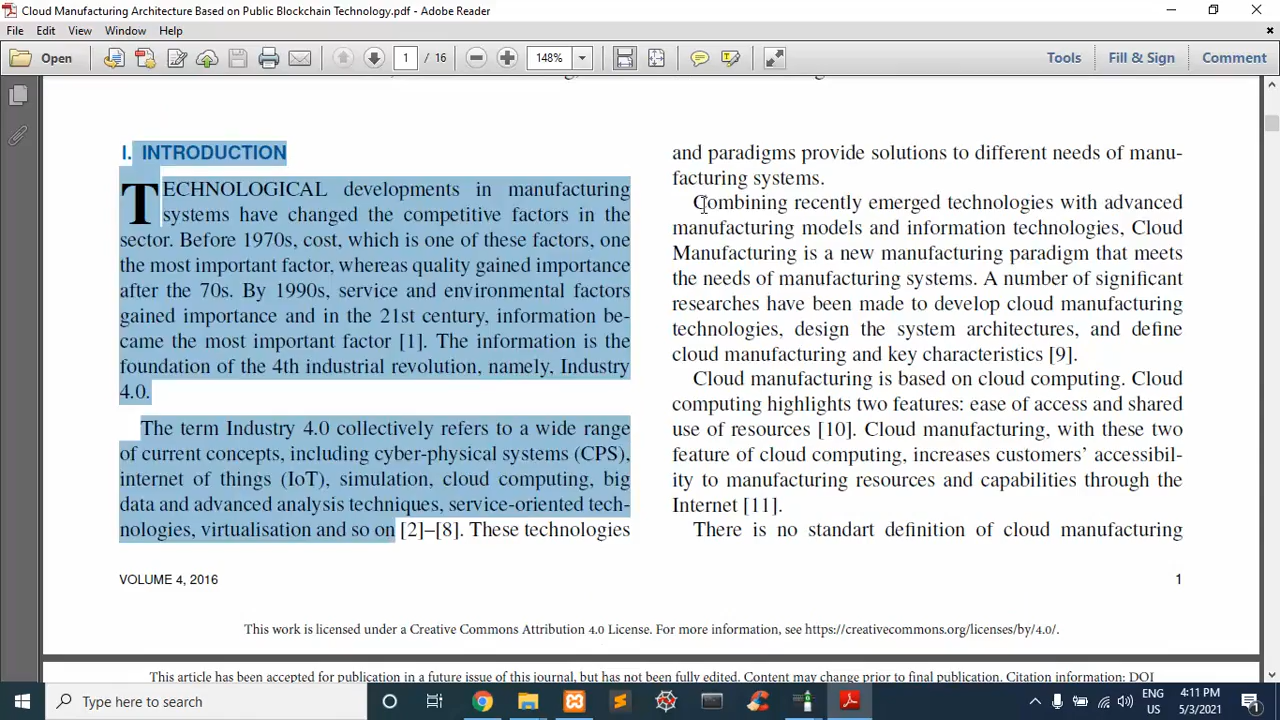 Cloud Manufacturing Architecture Based on Public Blockchain Technology.pdf - Adobe Reader
File Edit View Window Help
Open 1 / 16 148% Tools Fill & Sign Comment
I. INTRODUCTION
TECHNOLOGICAL developments in manufacturing
systems have changed the competitive factors in the
sector. Before 1970s, cost, which is one of these factors, one
the most important factor, whereas quality gained importance
after the 70s. By 1990s, service and environmental factors
gained importance and in the 21st century, information be-
came the most important factor [1]. The information is the
foundation of the 4th industrial revolution, namely, Industry
4.0.
The term Industry 4.0 collectively refers to a wide range
of current concepts, including cyber-physical systems (CPS),
internet of things (IoT), simulation, cloud computing, big
data and advanced analysis techniques, service-oriented tech-
nologies, virtualisation and so on [2]–[8]. These technologies
and paradigms provide solutions to different needs of manu-
facturing systems.
Combining recently emerged technologies with advanced
manufacturing models and information technologies, Cloud
Manufacturing is a new manufacturing paradigm that meets
the needs of manufacturing systems. A number of significant
researches have been made to develop cloud manufacturing
technologies, design the system architectures, and define
cloud manufacturing and key characteristics [9].
Cloud manufacturing is based on cloud computing. Cloud
computing highlights two features: ease of access and shared
use of resources [10]. Cloud manufacturing, with these two
feature of cloud computing, increases customers' accessibil-
ity to manufacturing resources and capabilities through the
Internet [11].
There is no standart definition of cloud manufacturing
VOLUME 4, 2016 1
This work is licensed under a Creative Commons Attribution 4.0 License. For more information, see https://creativecommons.org/licenses/by/4.0/.
This article has been accepted for publication in a future issue of this journal, but has not been fully edited. Content may change prior to final publication. Citation information: DOI
Type here to search
ENG
US
4:11 PM
5/3/2021
1